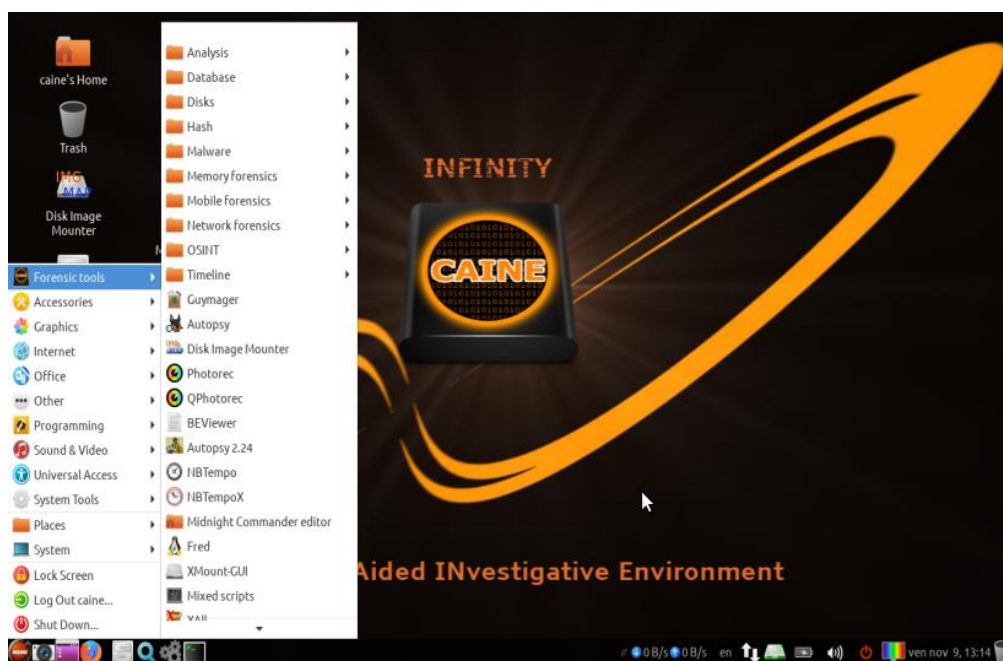 caine's Home
Trash
Disk Image
Mounter
Forensic tools
Accessories
Graphics
Internet
Office
Other
Programming
Sound & Video
Universal Access
System Tools
Places
System
Lock Screen
Log Out caine...
Shut Down...
Analysis
Database
Disks
Hash
Malware
Memory forensics
Mobile forensics
Network forensics
OSINT
Timeline
Guymager
Autopsy
Disk Image Mounter
Photorec
QPhotorec
BEViewer
Autopsy 2.24
NBTempo
NBTempoX
Midnight Commander editor
Fred
XMount-GUI
Mixed scripts
INFINITY
CAINE
Aided INvestigative Environment
0 B/s 0 B/s en ven nov 9, 13:14